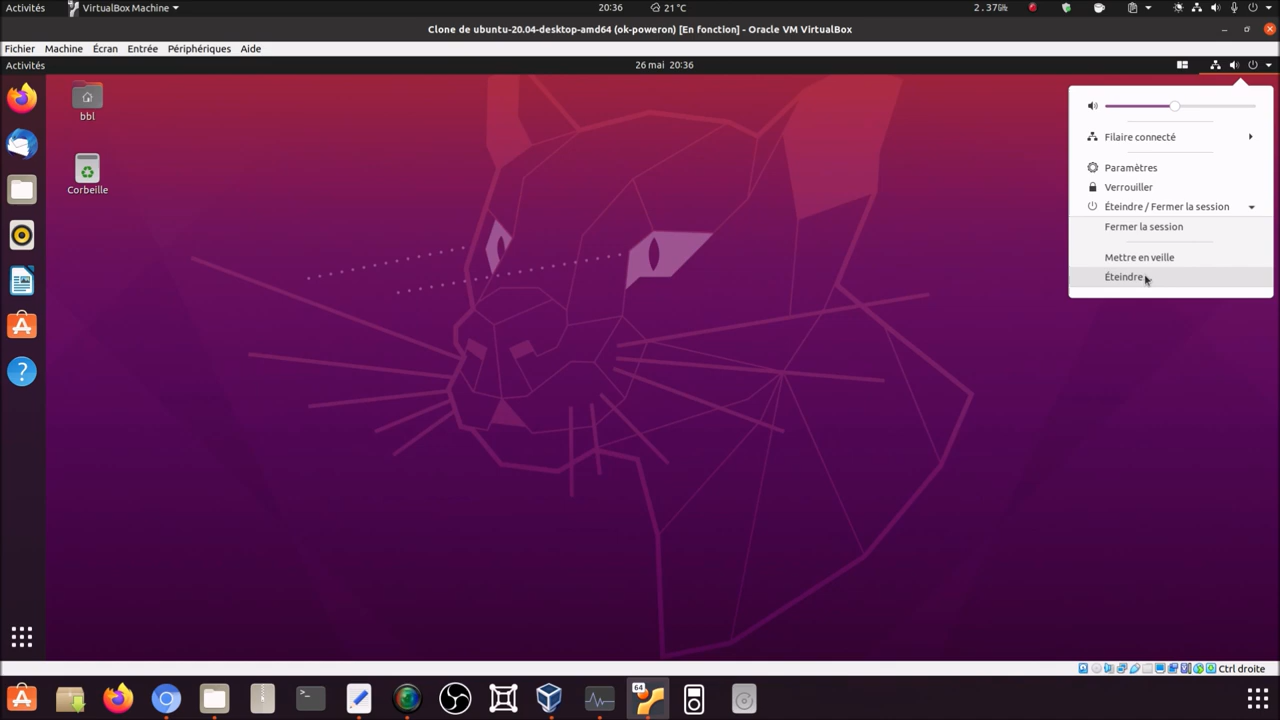 Activités VirtualBox Machine 20:36 21 °C 2.378%
Clone de ubuntu-20.04-desktop-amd64 (ok-poweron) [En fonction] - Oracle VM VirtualBox
Fichier Machine Écran Entrée Périphériques Aide
Activités 26 mai 20:36
bbl
Corbeille
Filaire connecté
Paramètres
Verrouiller
Éteindre / Fermer la session
Fermer la session
Mettre en veille
Éteindre
Ctrl droite
64